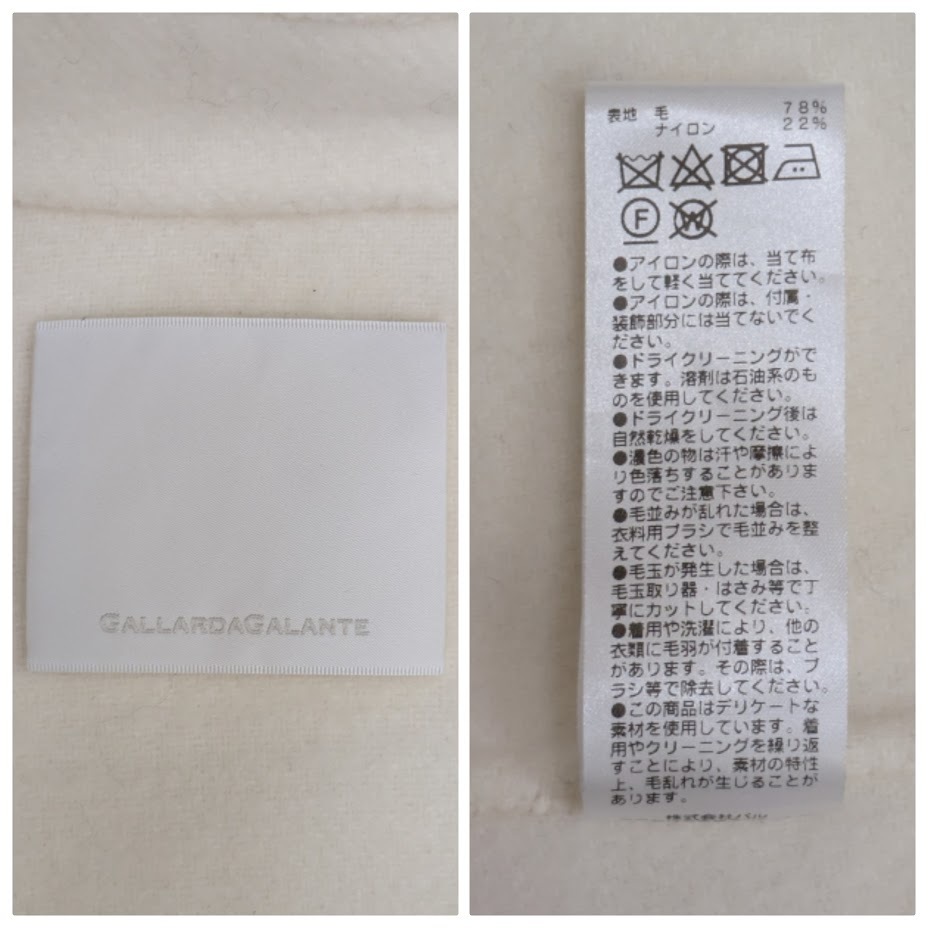 GALLARDAGALANTE
表地 毛 78%
ナイロン 22%
F
W
●アイロンの際は、当て布
をして軽く当ててください。
●アイロンの際は、付属・
装飾部分には当てないでく
ださい。
●ドライクリーニングがで
きます。溶剤は石油系のも
のを使用してください。
●ドライクリーニング後は
自然乾燥をしてください。
●濃色の物は汗や摩擦によ
り色落ちすることがありま
すのでご注意下さい。
●毛並みが乱れた場合は、
衣料用ブラシで毛並みを整
えてください。
●毛玉が発生した場合は、
毛玉取り器・はさみ等で丁
寧にカットしてください。
●着用や洗濯により、他の
衣類に毛羽が付着すること
があります。その際は、ブ
ラシ等で除去してください。
●この商品はデリケートな
素材を使用しています。着
用やクリーニングを繰り返
すことにより、素材の特性
上、毛乱れが生じることが
あります。
株式会社パル